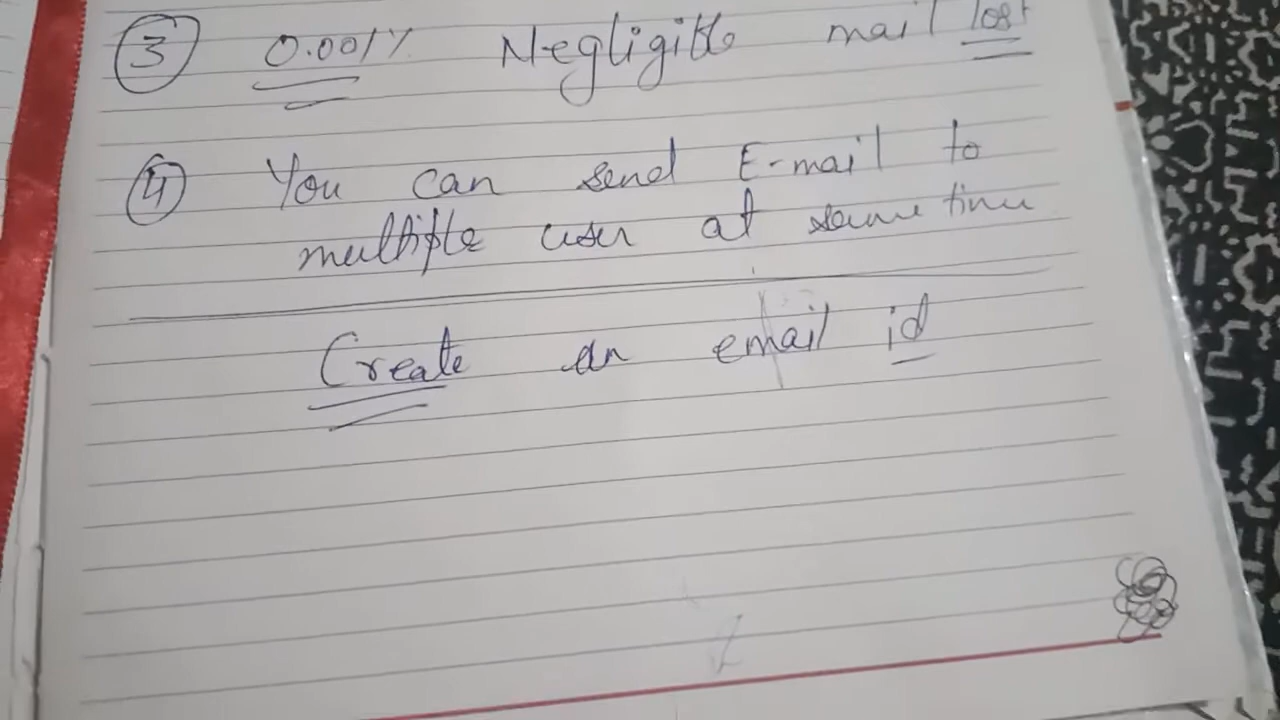 ③ 0.001% Negligible mail lost
④ You can send E-mail to
multiple user at same time
Create an email id